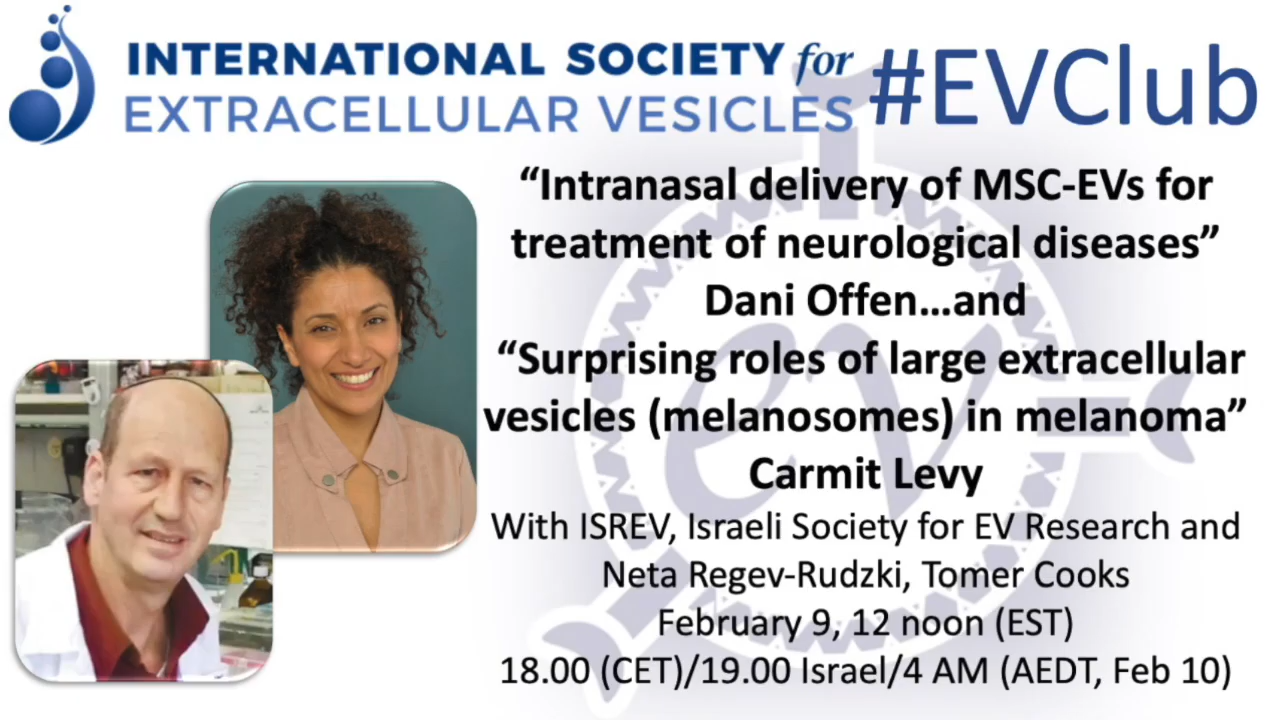 INTERNATIONAL SOCIETY for
EXTRACELLULAR VESICLES
#EVClub
“Intranasal delivery of MSC-EVs for
treatment of neurological diseases”
Dani Offen...and
“Surprising roles of large extracellular
vesicles (melanosomes) in melanoma”
Carmit Levy
With ISREV, Israeli Society for EV Research and
Neta Regev-Rudzki, Tomer Cooks
February 9, 12 noon (EST)
18.00 (CET)/19.00 Israel/4 AM (AEDT, Feb 10)
ev